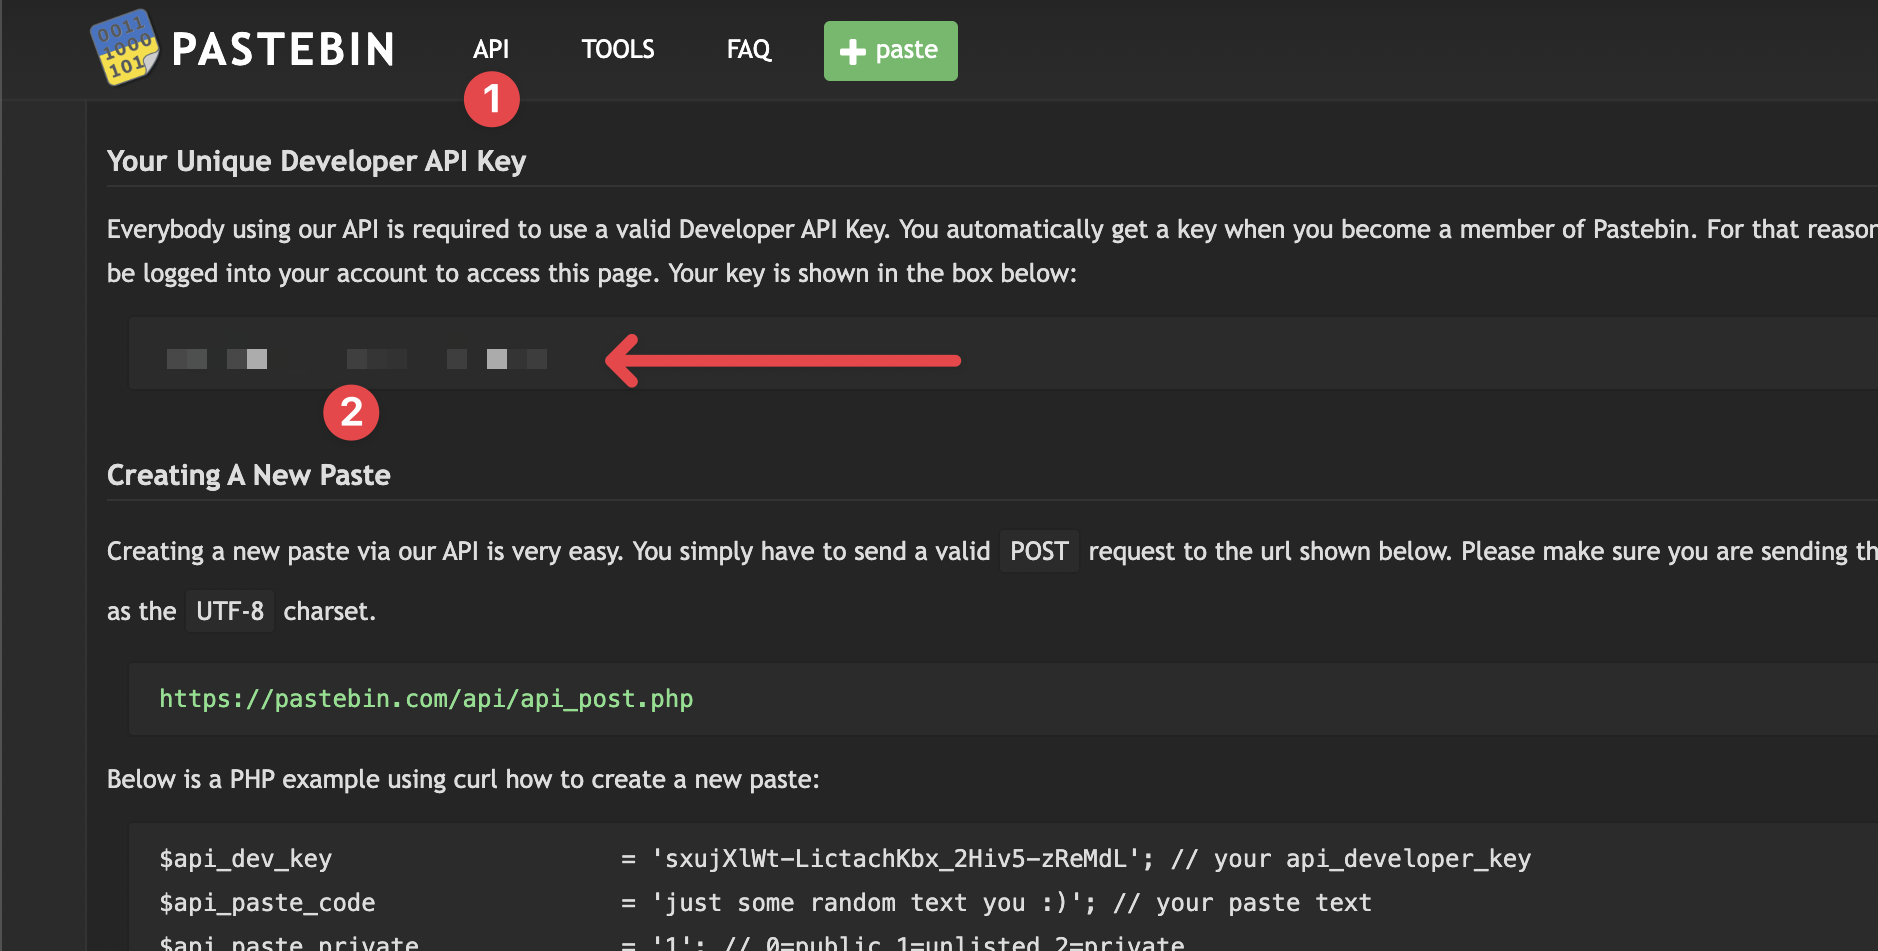 0011
1000
101
PASTEBIN
API
TOOLS
FAQ
paste
1
Your Unique Developer API Key
Everybody using our API is required to use a valid Developer API Key. You automatically get a key when you become a member of Pastebin. For that reason
be logged into your account to access this page. Your key is shown in the box below:
2
Creating A New Paste
Creating a new paste via our API is very easy. You simply have to send a valid POST request to the url shown below. Please make sure you are sending th
as the UTF-8 charset.
https://pastebin.com/api/api_post.php
Below is a PHP example using curl how to create a new paste:
$api_dev_key = 'sxujXlWt-LictachKbx_2Hiv5-zReMdL'; // your api_developer_key
$api_paste_code = 'just some random text you :)'; // your paste text
$api_paste_private = '1'; // 0=public 1=unlisted 2=private